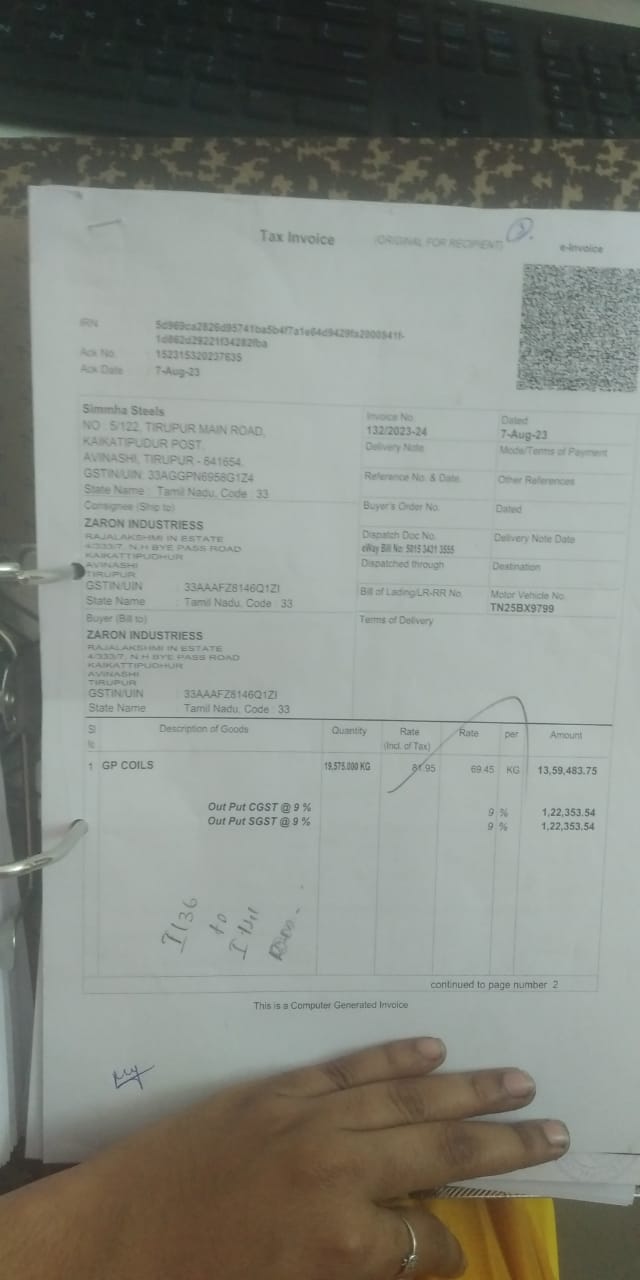 Tax Invoice (ORIGINAL FOR RECIPIENT) 3. e-Invoice
IRN 5d969ca2826d95741ba5b4f7a1e64d9429fa2000841f-
1d862d29221f34282fba
Ack No. : 152315320237635
Ack Date : 7-Aug-23
Simmha Steels
NO : 5/122, TIRUPUR MAIN ROAD,
KAIKATIPUDUR POST,
AVINASHI, TIRUPUR - 641654.
GSTIN/UIN: 33AGGPN6958G1Z4
State Name : Tamil Nadu, Code : 33
Invoice No. Dated
132/2023-24 7-Aug-23
Delivery Note Mode/Terms of Payment
Reference No. & Date. Other References
Consignee (Ship to)
ZARON INDUSTRIESS
RAJALAKSHMI IN ESTATE
4/333/7, N.H BYE PASS ROAD
KAIKATTIPUDHUR
AVINASHI
TIRUPUR
GSTIN/UIN : 33AAAFZ8146Q1ZI
State Name : Tamil Nadu, Code : 33
Buyer's Order No. Dated
Dispatch Doc No. Delivery Note Date
eWay Bill No: 5015 3421 3555
Dispatched through Destination
Bill of Lading/LR-RR No. Motor Vehicle No.
TN25BX9799
Buyer (Bill to)
ZARON INDUSTRIESS
RAJALAKSHMI IN ESTATE
4/333/7, N.H BYE PASS ROAD
KAIKATTIPUDHUR
AVINASHI
TIRUPUR
GSTIN/UIN : 33AAAFZ8146Q1ZI
State Name : Tamil Nadu, Code : 33
Terms of Delivery
Sl Description of Goods Quantity Rate Rate per Amount
No. (Incl. of Tax)
1 GP COILS 19,575.000 KG 81.95 69.45 KG 13,59,483.75
Out Put CGST @ 9 % 9 % 1,22,353.54
Out Put SGST @ 9 % 9 % 1,22,353.54
I136
to
continued to page number 2
This is a Computer Generated Invoice